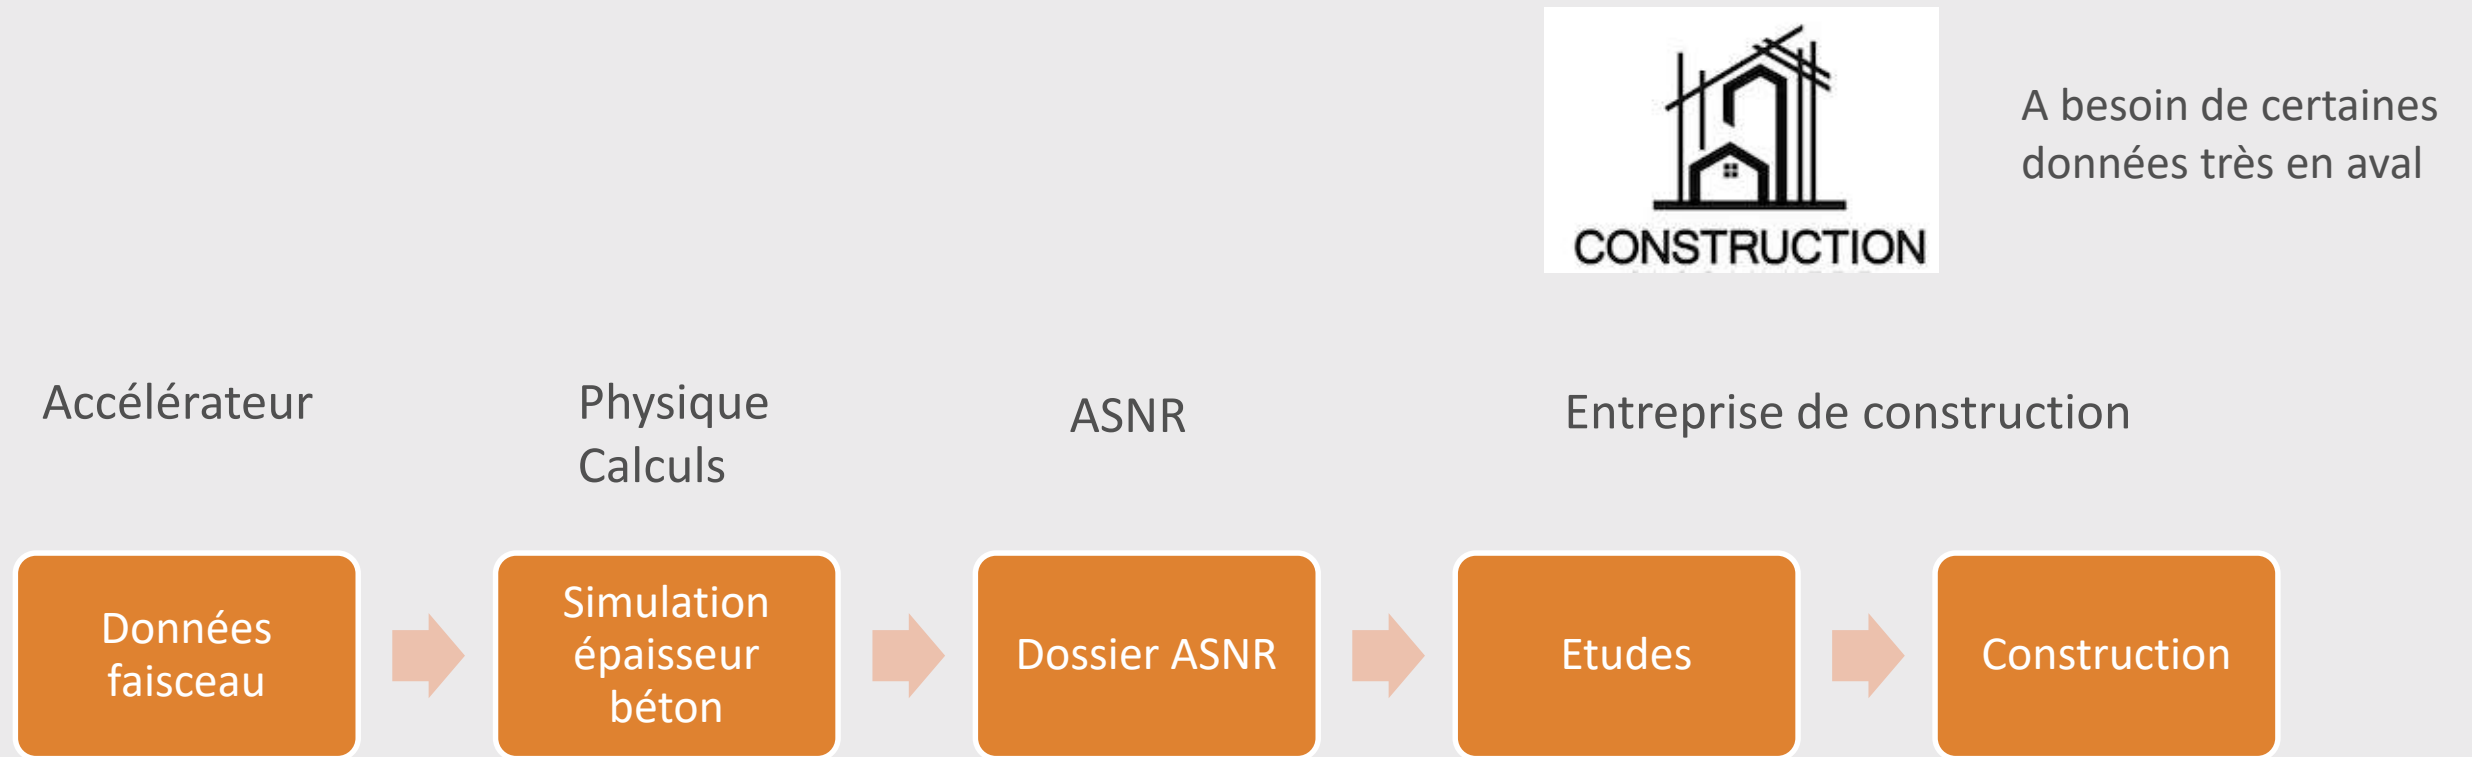 CONSTRUCTION
A besoin de certaines
données très en aval
Accélérateur
Physique
Calculs
ASNR
Entreprise de construction
Données
faisceau
Simulation
épaisseur
béton
Dossier ASNR
Etudes
Construction